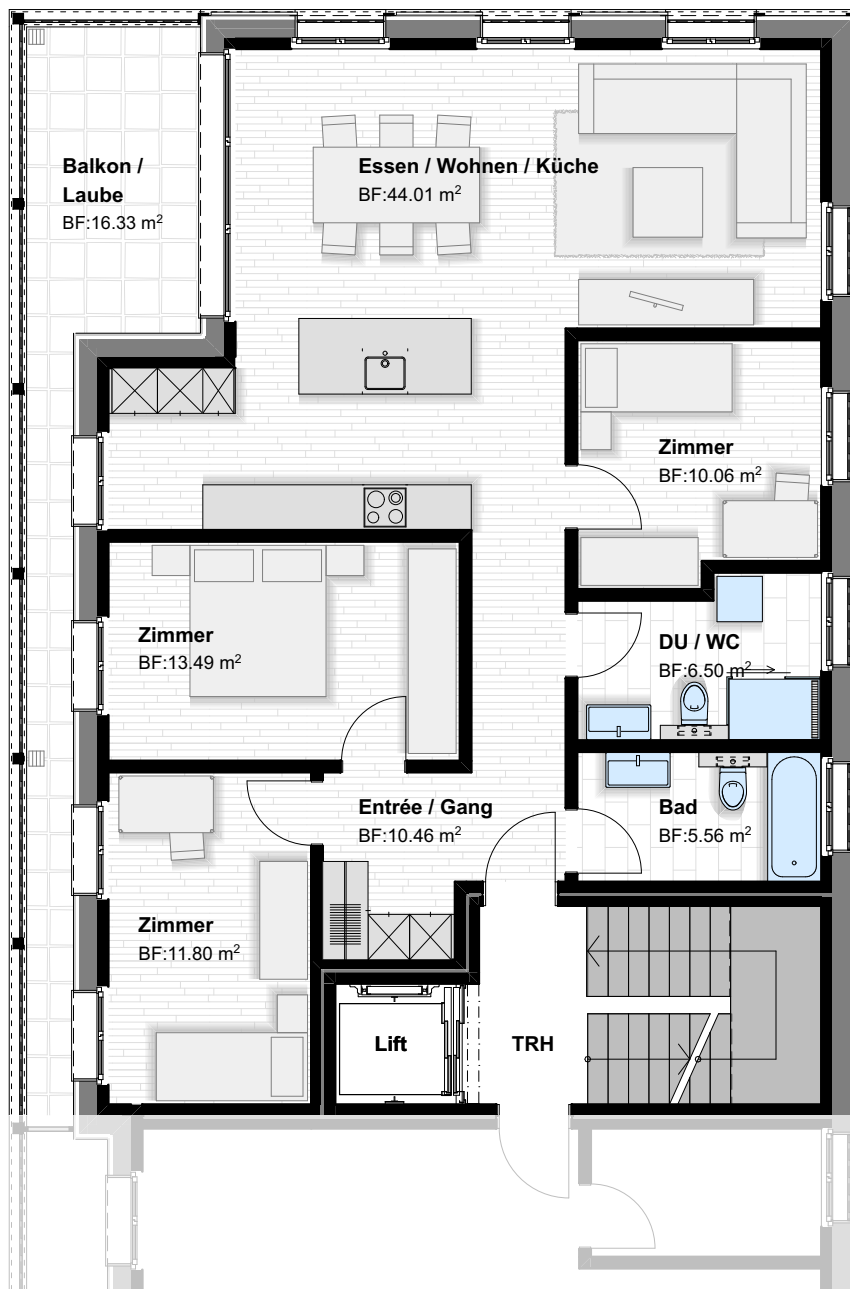 Balkon /
Laube
BF:16.33 m²
Essen / Wohnen / Küche
BF:44.01 m²
Zimmer
BF:10.06 m²
Zimmer
BF:13.49 m²
DU / WC
BF:6.50 m²
Entrée / Gang
BF:10.46 m²
Bad
BF:5.56 m²
Zimmer
BF:11.80 m²
Lift
TRH